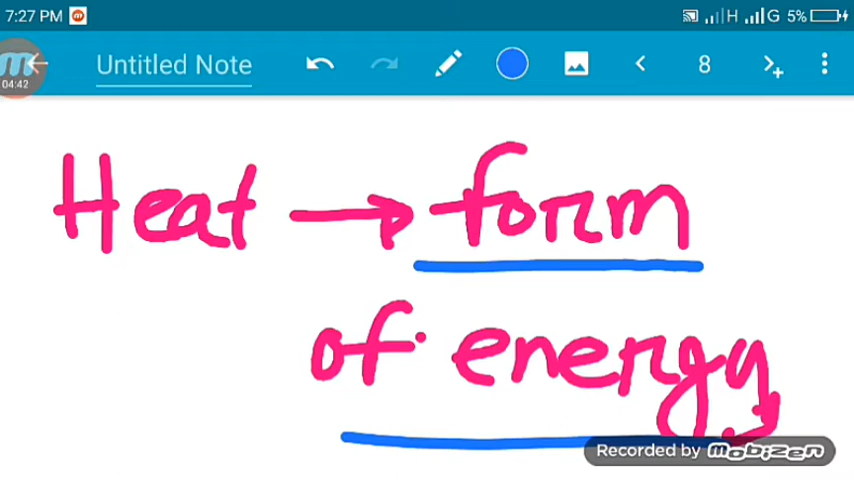 7:27 PM H G 5%
04:42 Untitled Note 8
Heat → form
of energy
Recorded by mobizen